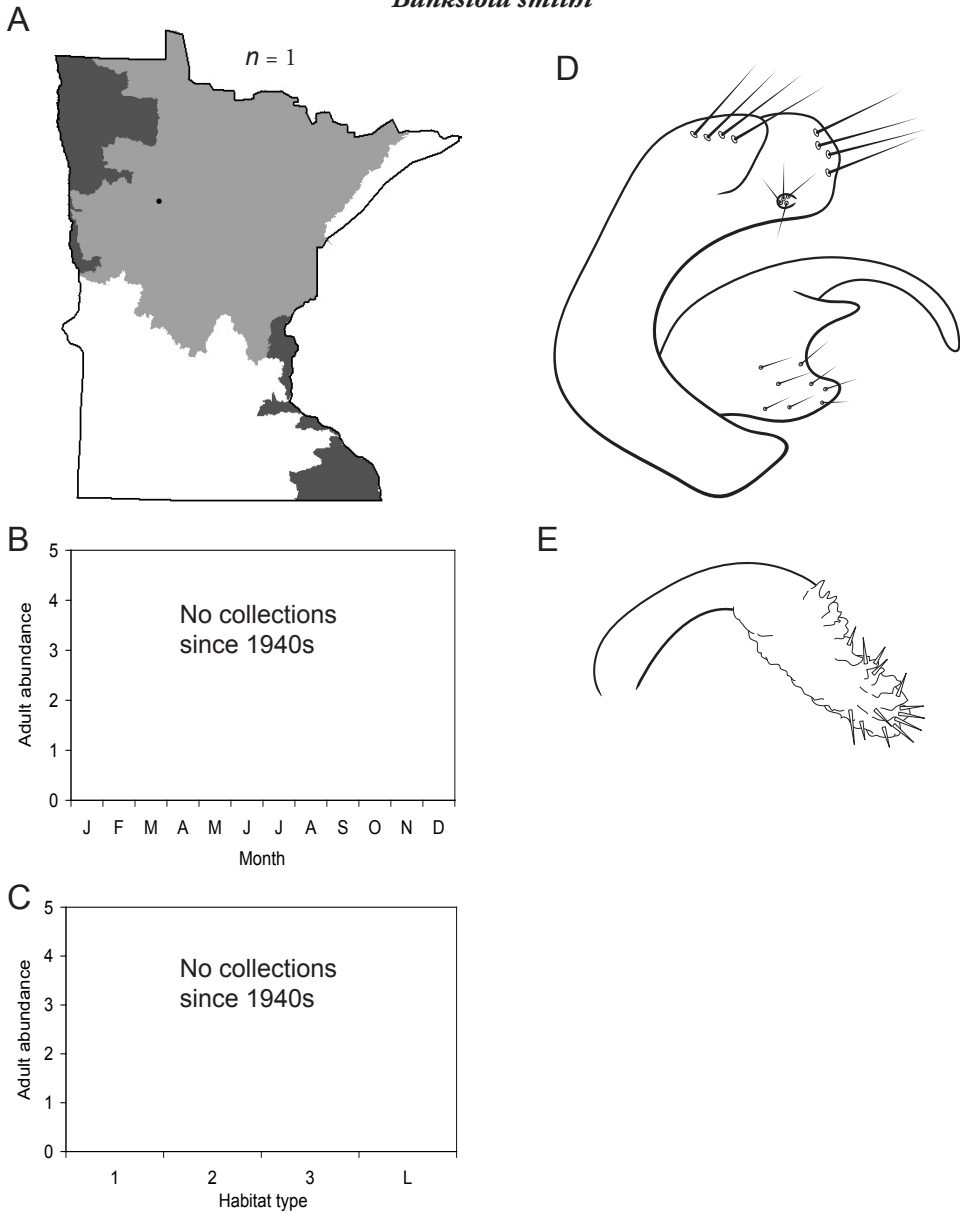 Banksiola smithi
A
n = 1
D
B
5
4
3
2
1
0
Adult abundance
No collections
since 1940s
J F M A M J J A S O N D
Month
E
C
5
4
3
2
1
0
Adult abundance
No collections
since 1940s
1 2 3 L
Habitat type